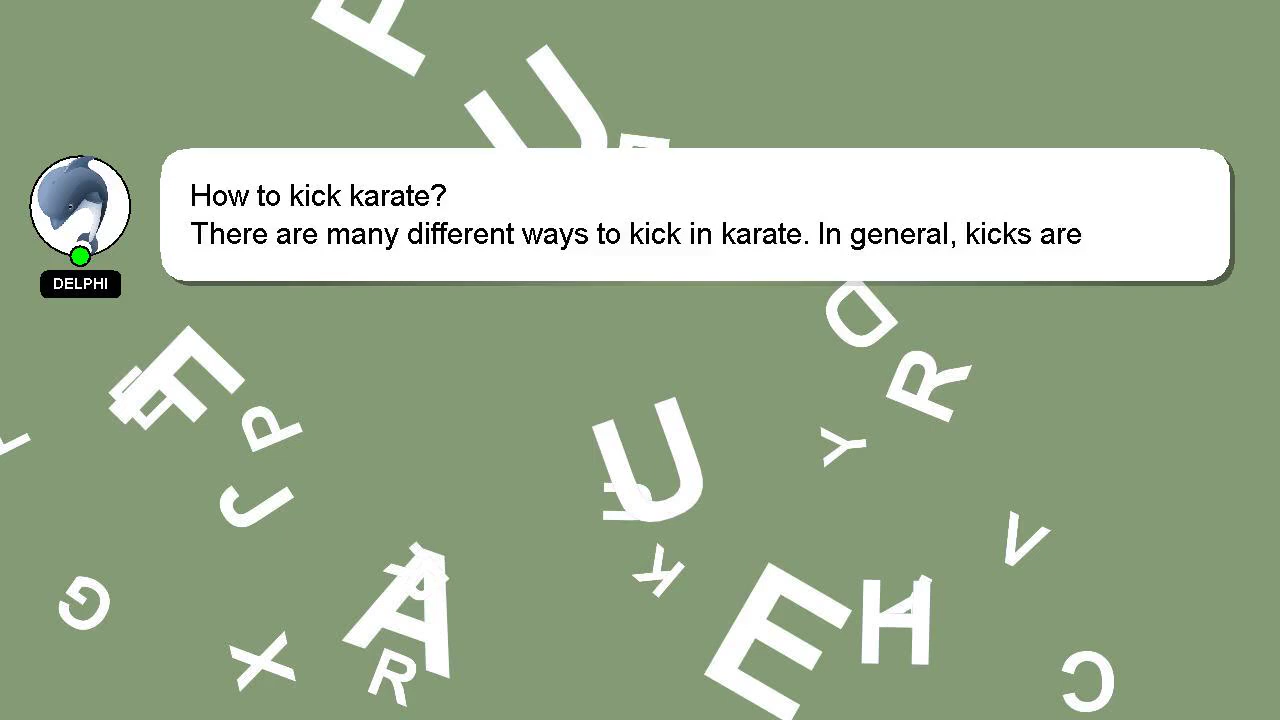 How to kick karate?
There are many different ways to kick in karate. In general, kicks are
DELPHI
U
D
R
F
P
J
Y
U
K
V
G
A
E
H
X
R
C